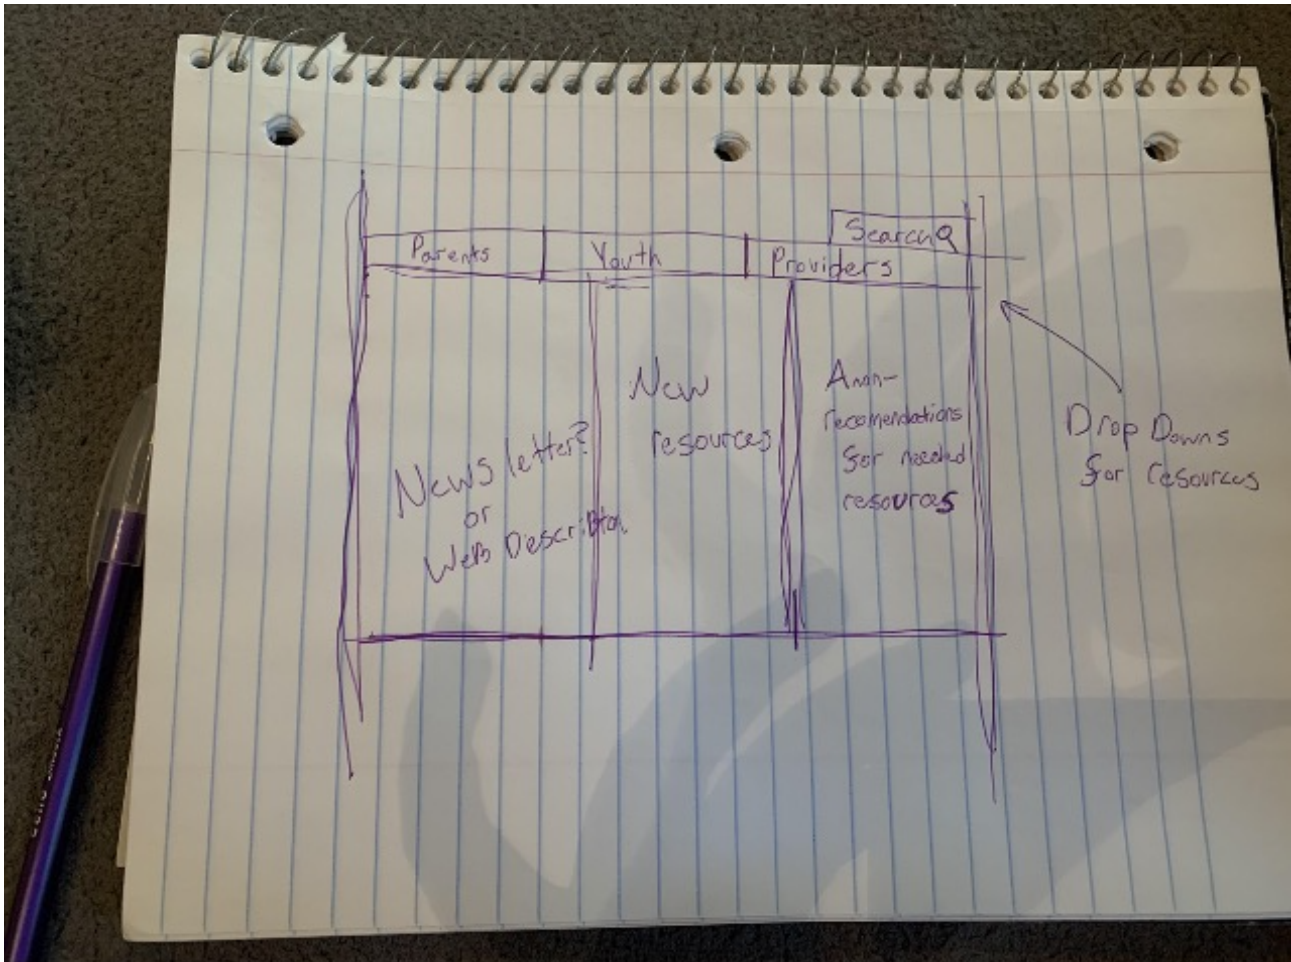 Search
Parents
Youth
Providers
News letter?
or
Web Describtion
New
resources
Anon-
recomendations
for needed
resources
Drop Downs
for resources